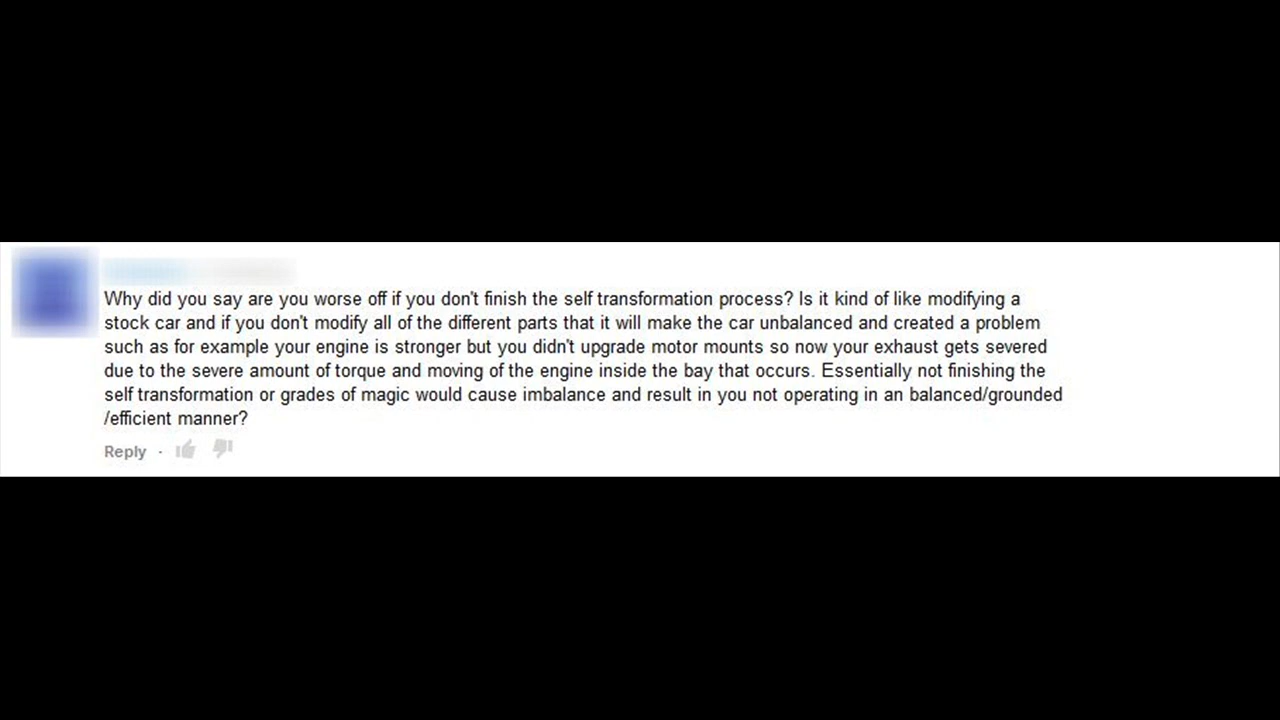 Why did you say are you worse off if you don't finish the self transformation process? Is it kind of like modifying a
stock car and if you don't modify all of the different parts that it will make the car unbalanced and created a problem
such as for example your engine is stronger but you didn't upgrade motor mounts so now your exhaust gets severed
due to the severe amount of torque and moving of the engine inside the bay that occurs. Essentially not finishing the
self transformation or grades of magic would cause imbalance and result in you not operating in an balanced/grounded
/efficient manner?
Reply ·